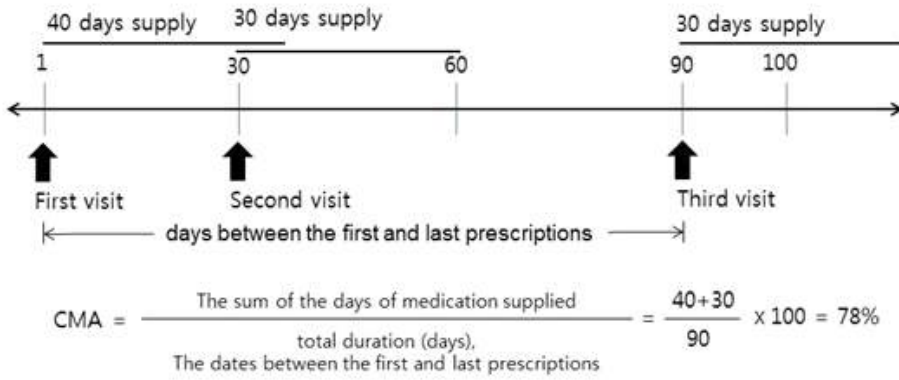 40 days supply
30 days supply
30 days supply
1
30
60
90
100
First visit
Second visit
Third visit
days between the first and last prescriptions
CMA = The sum of the days of medication supplied = 40+30 x 100 = 78%
total duration (days),
90
The dates between the first and last prescriptions